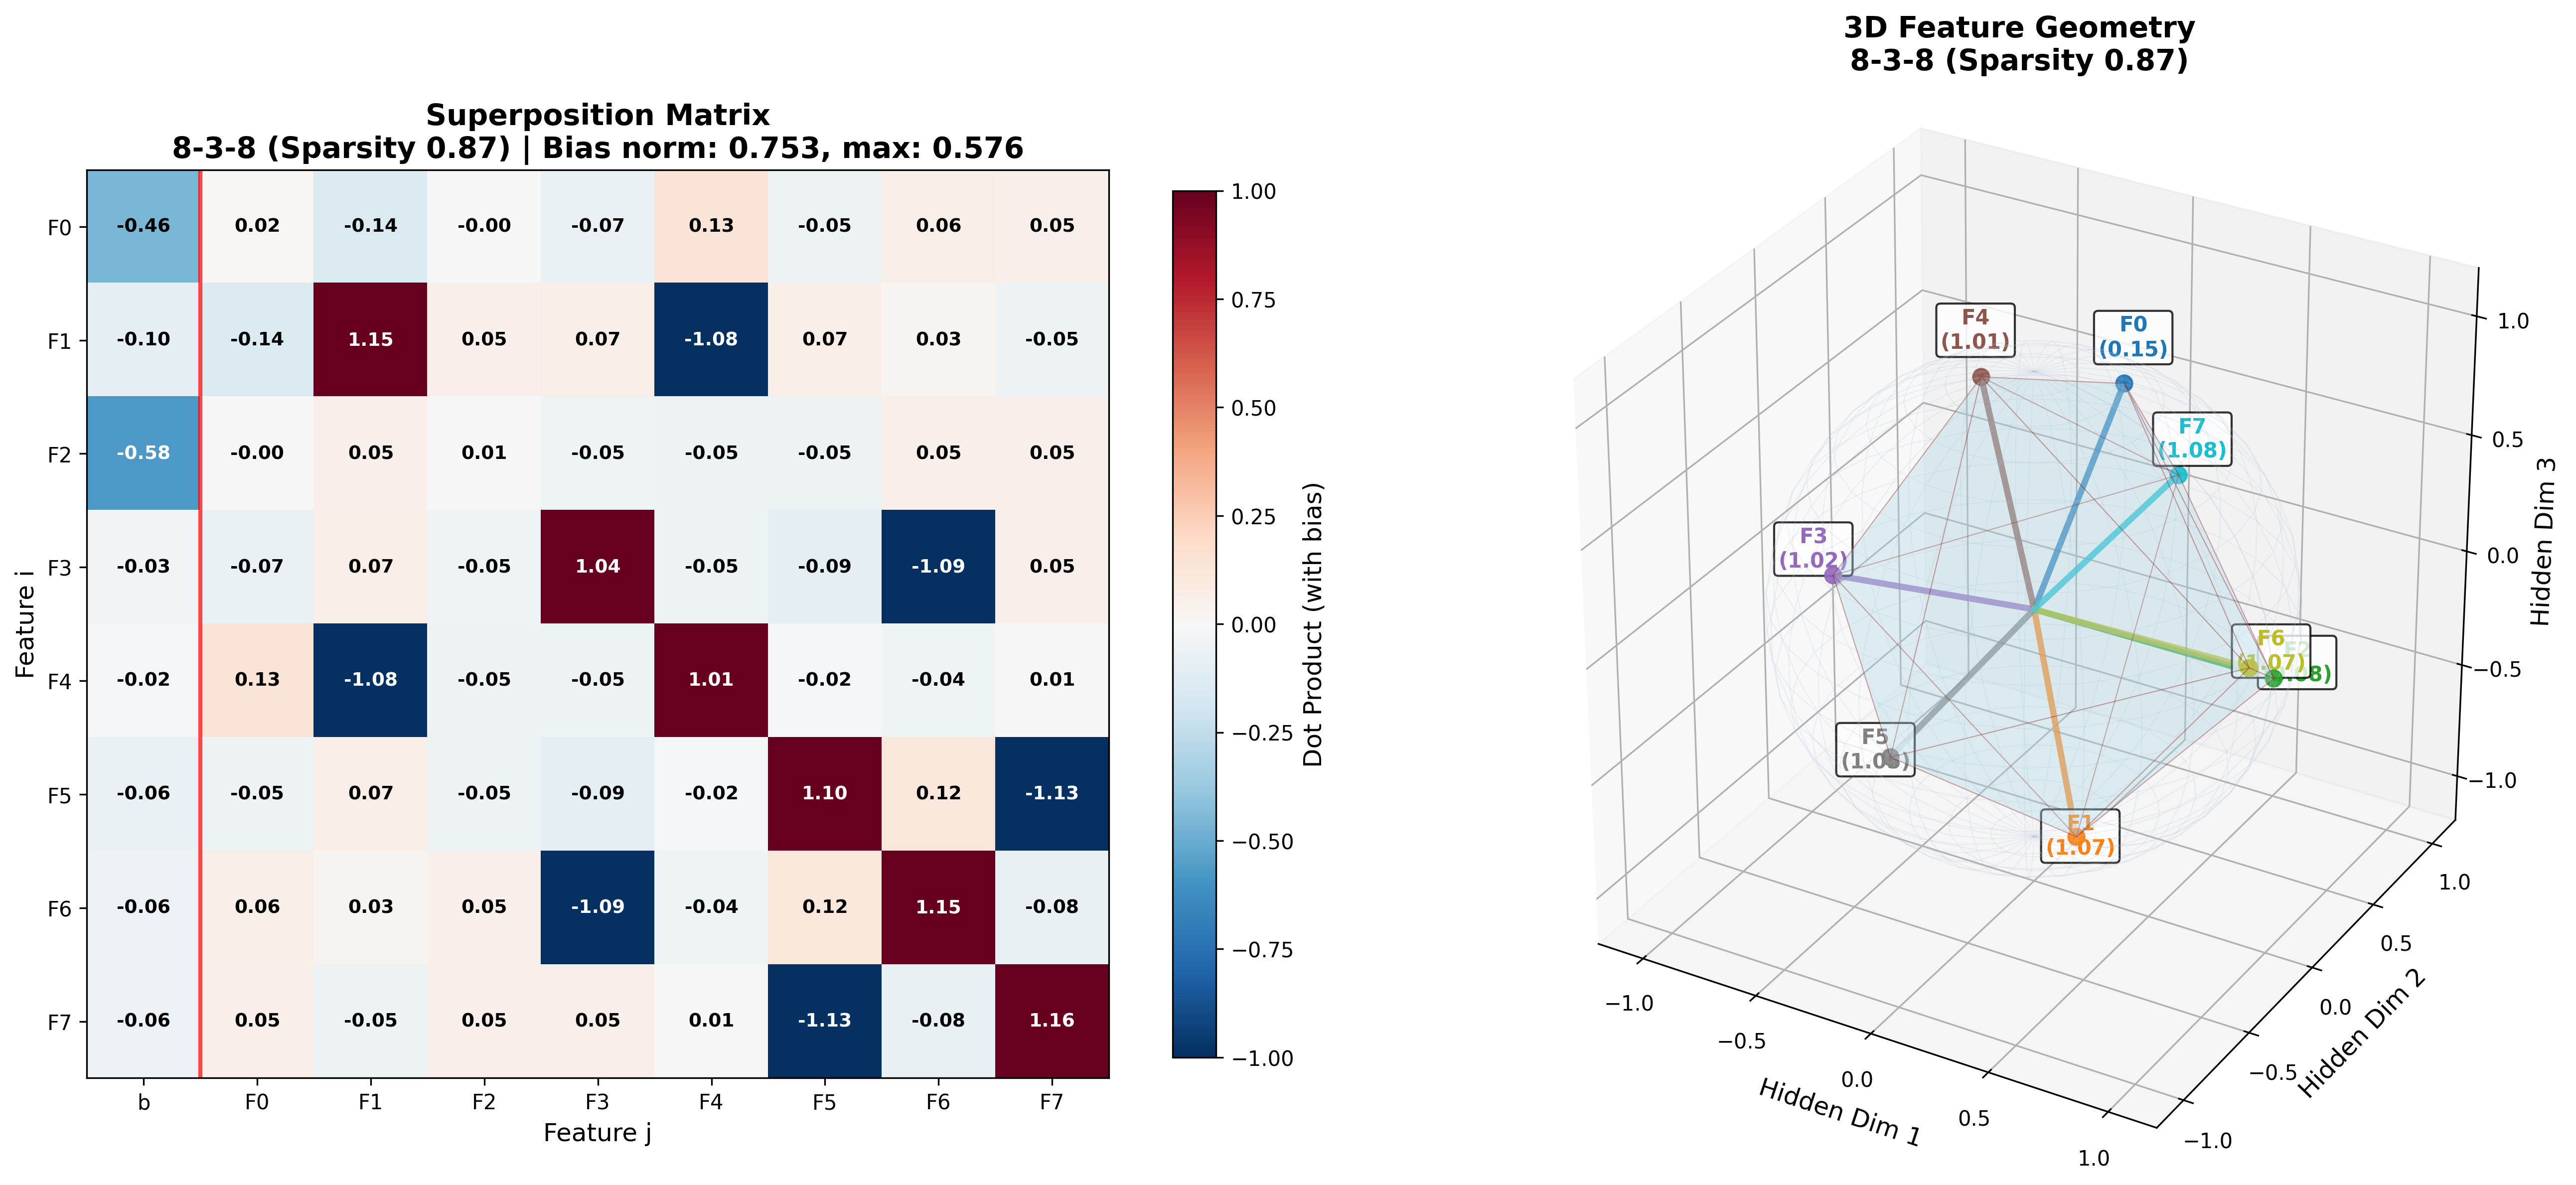 Superposition Matrix
8-3-8 (Sparsity 0.87) | Bias norm: 0.753, max: 0.576
F0 -0.46 0.02 -0.14 -0.00 -0.07 0.13 -0.05 0.06 0.05
F1 -0.10 -0.14 1.15 0.05 0.07 -1.08 0.07 0.03 -0.05
F2 -0.58 -0.00 0.05 0.01 -0.05 -0.05 -0.05 0.05 0.05
F3 -0.03 -0.07 0.07 -0.05 1.04 -0.05 -0.09 -1.09 0.05
F4 -0.02 0.13 -1.08 -0.05 -0.05 1.01 -0.02 -0.04 0.01
F5 -0.06 -0.05 0.07 -0.05 -0.09 -0.02 1.10 0.12 -1.13
F6 -0.06 0.06 0.03 0.05 -1.09 -0.04 0.12 1.15 -0.08
F7 -0.06 0.05 -0.05 0.05 0.05 0.01 -1.13 -0.08 1.16
b F0 F1 F2 F3 F4 F5 F6 F7
Feature j
Feature i
1.00
0.75
0.50
0.25
0.00
−0.25
−0.50
−0.75
−1.00
Dot Product (with bias)
3D Feature Geometry
8-3-8 (Sparsity 0.87)
F4
(1.01)
F0
(0.15)
F7
(1.08)
F3
(1.02)
F6
(1.07)
F5
F1
(1.07)
−1.0
−0.5
0.0
0.5
1.0
Hidden Dim 1
−1.0
−0.5
0.0
0.5
1.0
Hidden Dim 2
1.0
0.5
0.0
−0.5
−1.0
Hidden Dim 3